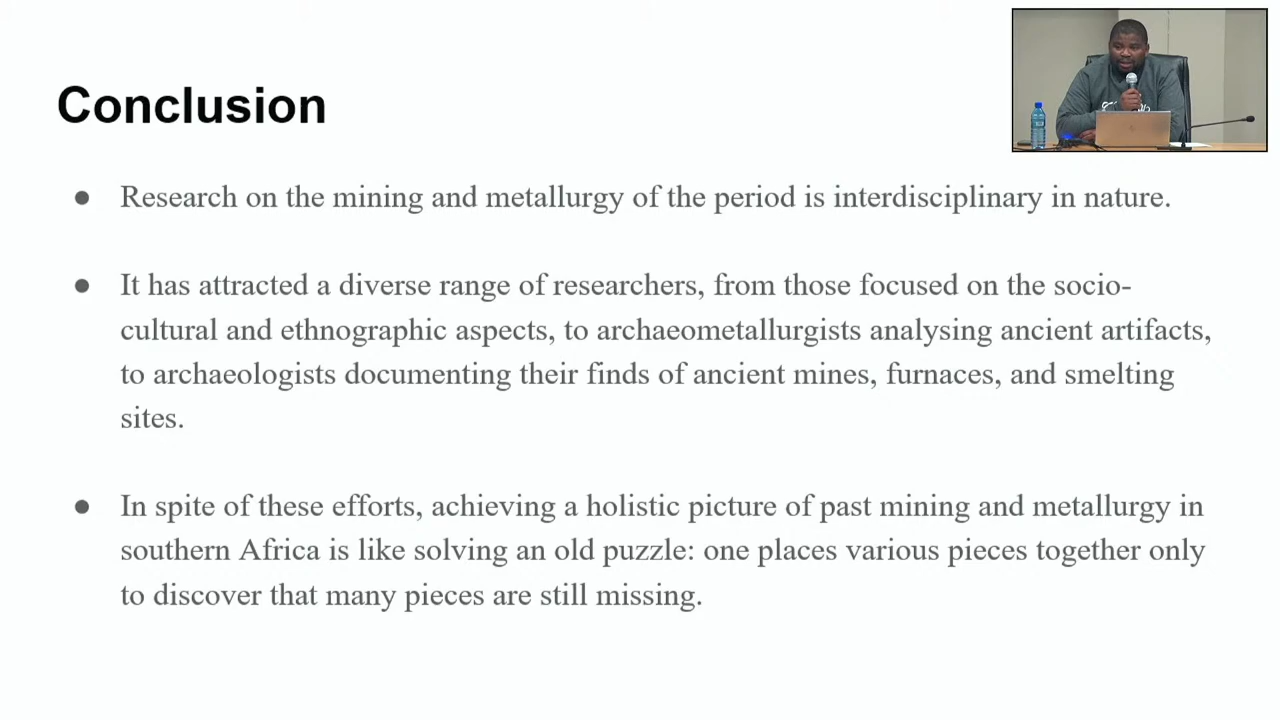 Conclusion
● Research on the mining and metallurgy of the period is interdisciplinary in nature.
● It has attracted a diverse range of researchers, from those focused on the socio-
cultural and ethnographic aspects, to archaeometallurgists analysing ancient artifacts,
to archaeologists documenting their finds of ancient mines, furnaces, and smelting
sites.
● In spite of these efforts, achieving a holistic picture of past mining and metallurgy in
southern Africa is like solving an old puzzle: one places various pieces together only
to discover that many pieces are still missing.